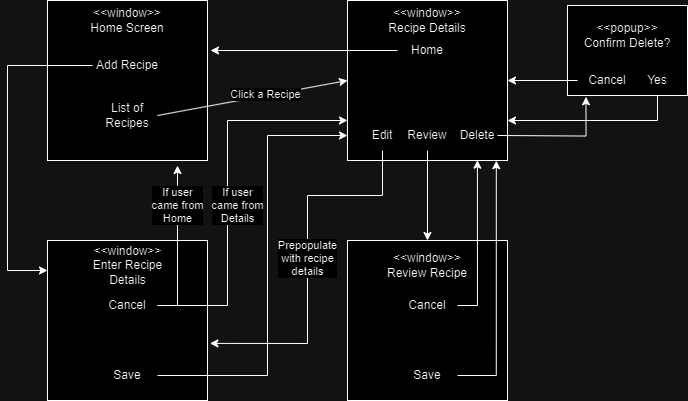 <<window>>
Home Screen
Add Recipe
List of
Recipes
Click a Recipe
<<window>>
Recipe Details
Home
Edit
Review
Delete
<<popup>>
Confirm Delete?
Cancel
Yes
If user
came from
Home
If user
came from
Details
Prepopulate
with recipe
details
<<window>>
Enter Recipe
Details
Cancel
Save
<<window>>
Review Recipe
Cancel
Save